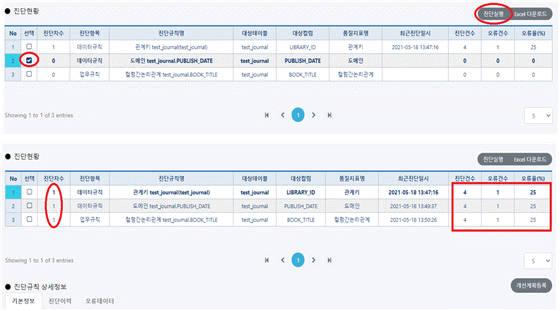 진단현황
진단실행 Excel 다운로드
No 선택 진단차수 진단항목 진단규칙명 대상테이블 대상컬럼 품질지표명 최근진단일시 진단건수 오류건수 오류율(%)
1 1 데이터규칙 관계키 test_journal(test_journal) test_journal LIBRARY_ID 관계키 2021-05-18 13:47:16 4 1 25
2 0 데이터규칙 도메인 test_journal.PUBLISH_DATE test_journal PUBLISH_DATE 도메인 0 0 0
3 0 업무규칙 컬럼간논리관계 test_journal.BOOK_TITLE test_journal BOOK_TITLE 컬럼간논리관계 0 0 0
Showing 1 to 1 of 3 entries 1 5
진단현황
진단실행 Excel 다운로드
No 선택 진단차수 진단항목 진단규칙명 대상테이블 대상컬럼 품질지표명 최근진단일시 진단건수 오류건수 오류율(%)
1 1 데이터규칙 관계키 test_journal(test_journal) test_journal LIBRARY_ID 관계키 2021-05-18 13:47:16 4 1 25
2 1 데이터규칙 도메인 test_journal.PUBLISH_DATE test_journal PUBLISH_DATE 도메인 2021-05-18 13:49:37 4 1 25
3 1 업무규칙 컬럼간논리관계 test_journal.BOOK_TITLE test_journal BOOK_TITLE 컬럼간논리관계 2021-05-18 13:50:26 4 1 25
Showing 1 to 1 of 3 entries 1 5
진단규칙 상세정보
개선계획등록
기본정보 진단이력 오류데이터